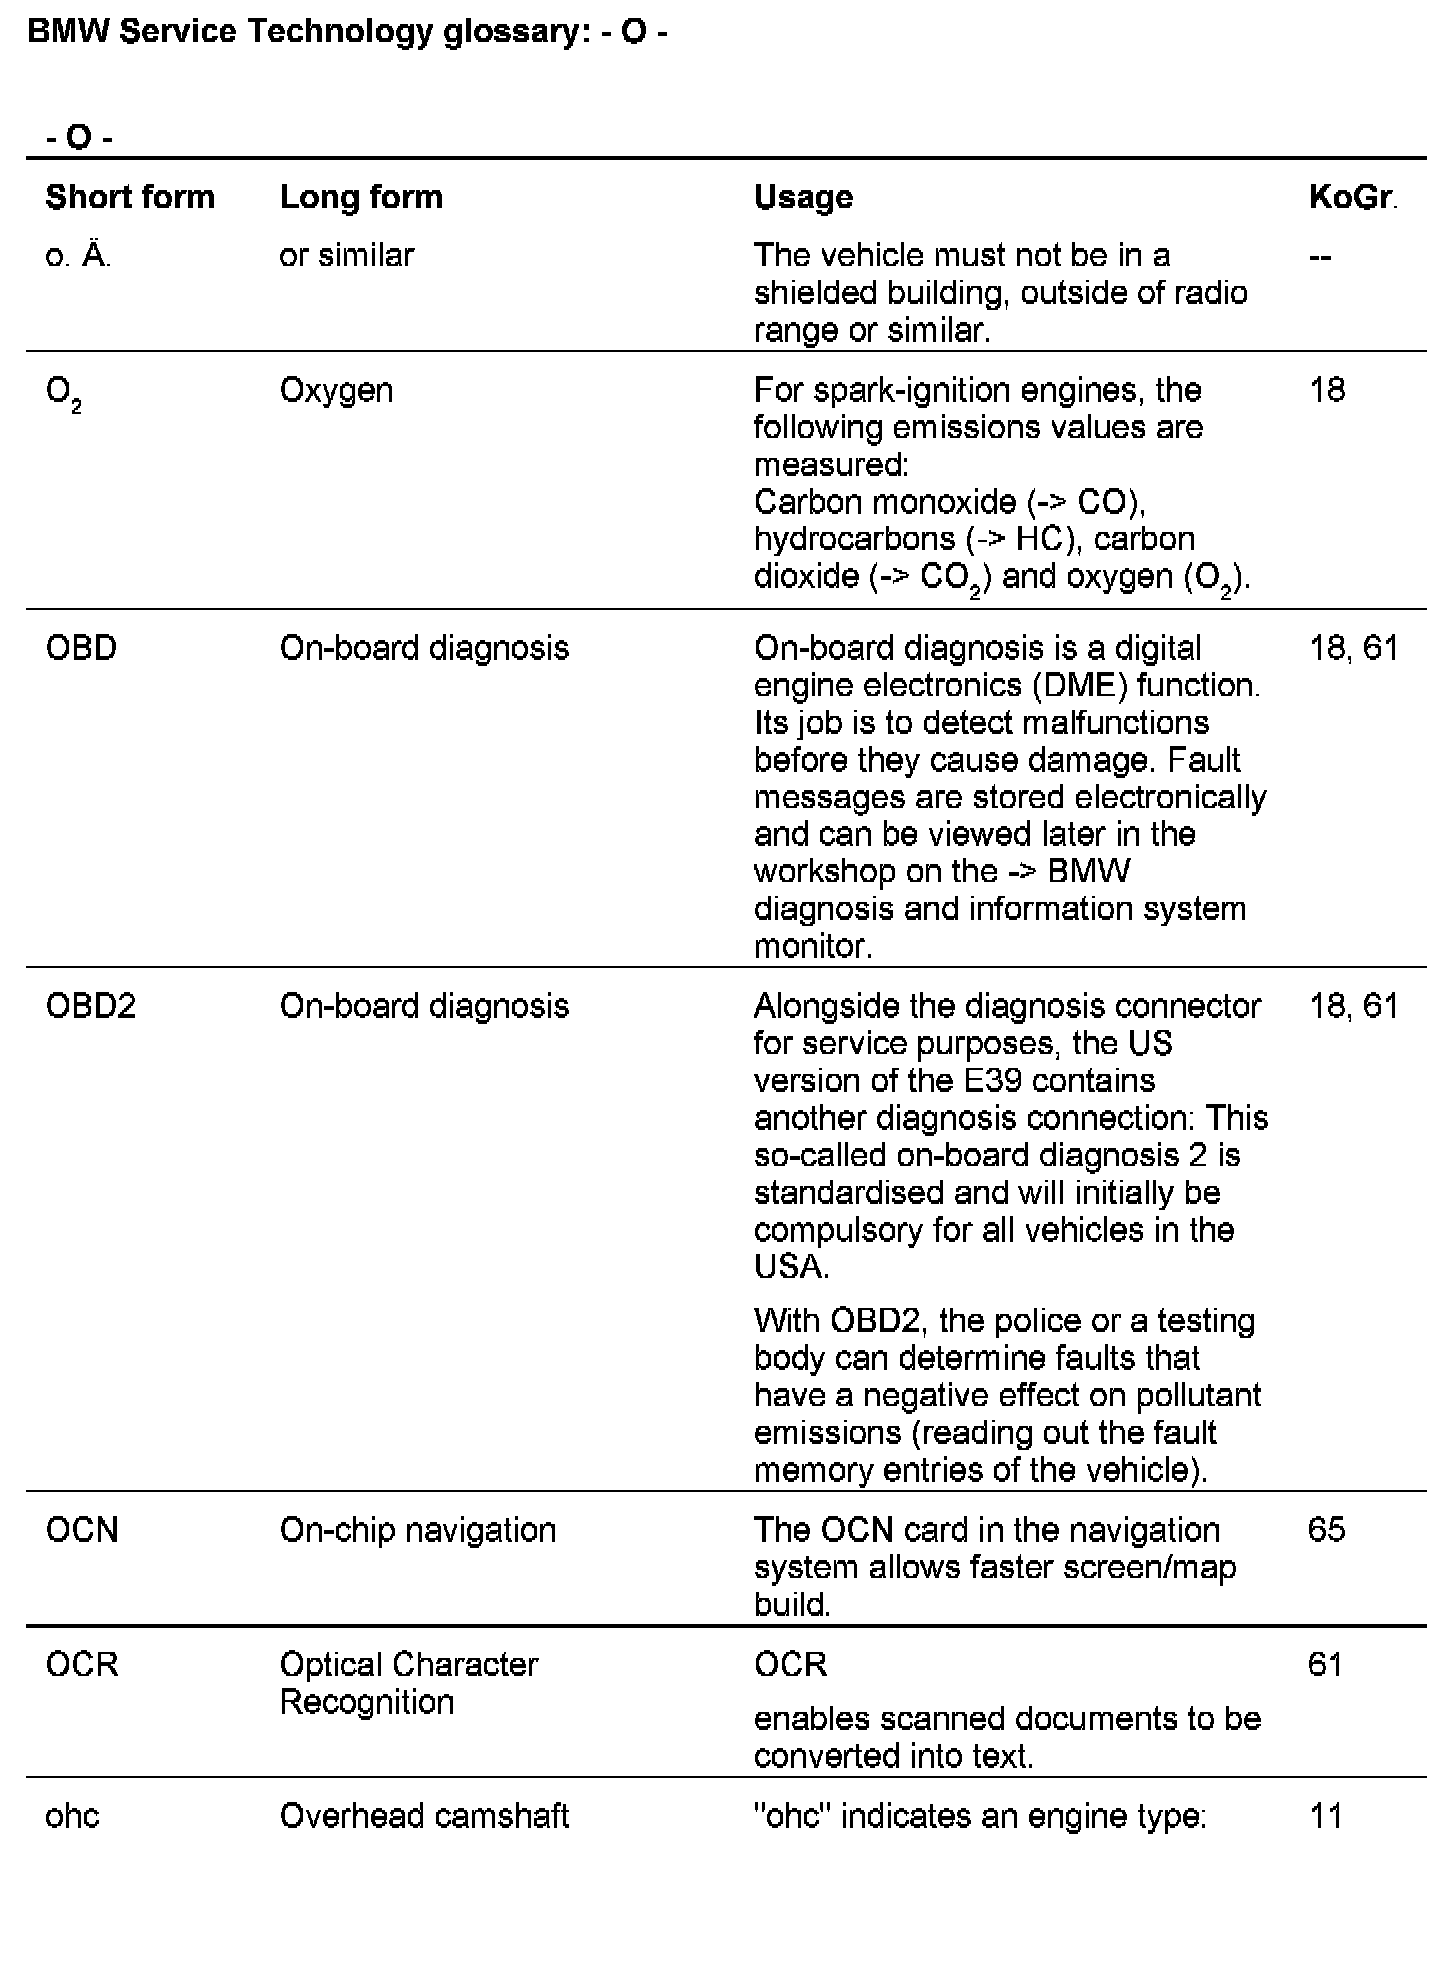 BMW Service Technology glossary: - O -
- O -
Short form Long form Usage KoGr.
o. Ä. or similar The vehicle must not be in a --
shielded building, outside of radio
range or similar.
O₂ Oxygen For spark-ignition engines, the 18
following emissions values are
measured:
Carbon monoxide (-> CO),
hydrocarbons (-> HC), carbon
dioxide (-> CO₂) and oxygen (O₂).
OBD On-board diagnosis On-board diagnosis is a digital 18, 61
engine electronics (DME) function.
Its job is to detect malfunctions
before they cause damage. Fault
messages are stored electronically
and can be viewed later in the
workshop on the -> BMW
diagnosis and information system
monitor.
OBD2 On-board diagnosis Alongside the diagnosis connector 18, 61
for service purposes, the US
version of the E39 contains
another diagnosis connection: This
so-called on-board diagnosis 2 is
standardised and will initially be
compulsory for all vehicles in the
USA.
With OBD2, the police or a testing
body can determine faults that
have a negative effect on pollutant
emissions (reading out the fault
memory entries of the vehicle).
OCN On-chip navigation The OCN card in the navigation 65
system allows faster screen/map
build.
OCR Optical Character OCR 61
Recognition
enables scanned documents to be
converted into text.
ohc Overhead camshaft "ohc" indicates an engine type: 11